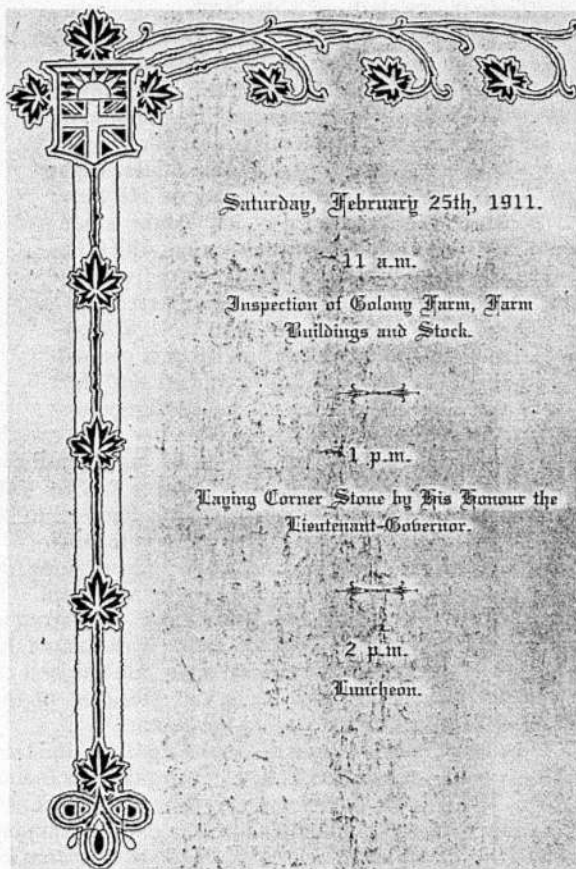 Saturday, February 25th, 1911.
11 a.m.
Inspection of Colony Farm, Farm
Buildings and Stock.
1 p.m.
Laying Corner Stone by His Honour the
Lieutenant-Governor.
2 p.m.
Luncheon.